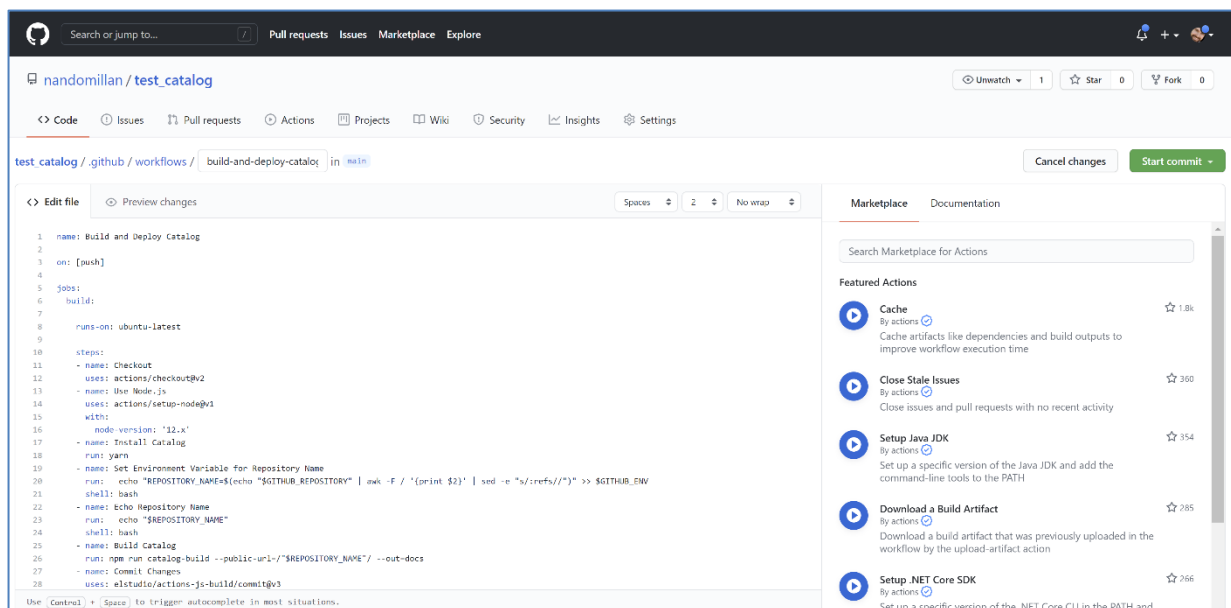 Search or jump to... /
Pull requests Issues Marketplace Explore
nandomillan / test_catalog
Unwatch 1 Star 0 Fork 0
Code Issues Pull requests Actions Projects Wiki Security Insights Settings
test_catalog / .github / workflows / build-and-deploy-catalog in main
Cancel changes Start commit
<> Edit file Preview changes
Spaces 2 No wrap
1 name: Build and Deploy Catalog
2
3 on: [push]
4
5 jobs:
6 build:
7
8 runs-on: ubuntu-latest
9
10 steps:
11 - name: Checkout
12 uses: actions/checkout@v2
13 - name: Use Node.js
14 uses: actions/setup-node@v1
15 with:
16 node-version: '12.x'
17 - name: Install Catalog
18 run: yarn
19 - name: Set Environment Variable for Repository Name
20 run: echo "REPOSITORY_NAME=$(echo "$GITHUB_REPOSITORY" | awk -F / '{print $2}' | sed -e "s/:refs//")" >> $GITHUB_ENV
21 shell: bash
22 - name: Echo Repository Name
23 run: echo "$REPOSITORY_NAME"
24 shell: bash
25 - name: Build Catalog
26 run: npm run catalog-build --public-url=/"$REPOSITORY_NAME"/ --out=docs
27 - name: Commit Changes
28 uses: elstudio/actions-js-build/commit@v3
Use Control + Space to trigger autocomplete in most situations.
Marketplace Documentation
Search Marketplace for Actions
Featured Actions
Cache 1.8k
By actions
Cache artifacts like dependencies and build outputs to
improve workflow execution time
Close Stale Issues 360
By actions
Close issues and pull requests with no recent activity
Setup Java JDK 354
By actions
Set up a specific version of the Java JDK and add the
command-line tools to the PATH
Download a Build Artifact 285
By actions
Download a build artifact that was previously uploaded in the
workflow by the upload-artifact action
Setup .NET Core SDK 266
By actions
Set up a specific version of the .NET Core CLI in the PATH and